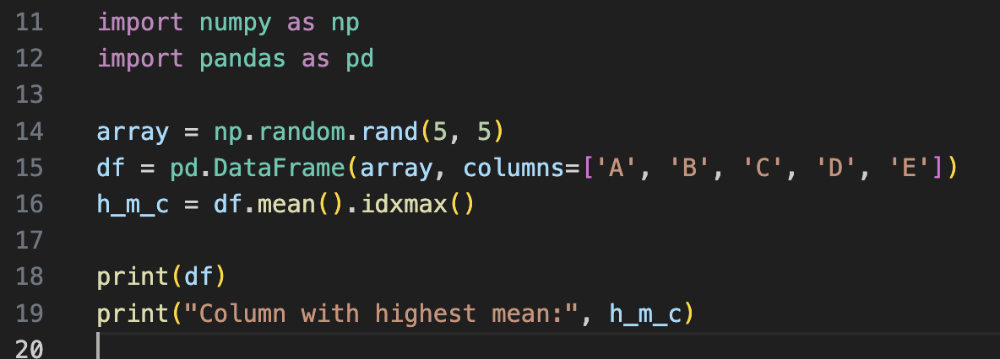 11 import numpy as np
12 import pandas as pd
13
14 array = np.random.rand(5, 5)
15 df = pd.DataFrame(array, columns=['A', 'B', 'C', 'D', 'E'])
16 h_m_c = df.mean().idxmax()
17
18 print(df)
19 print("Column with highest mean:", h_m_c)
20